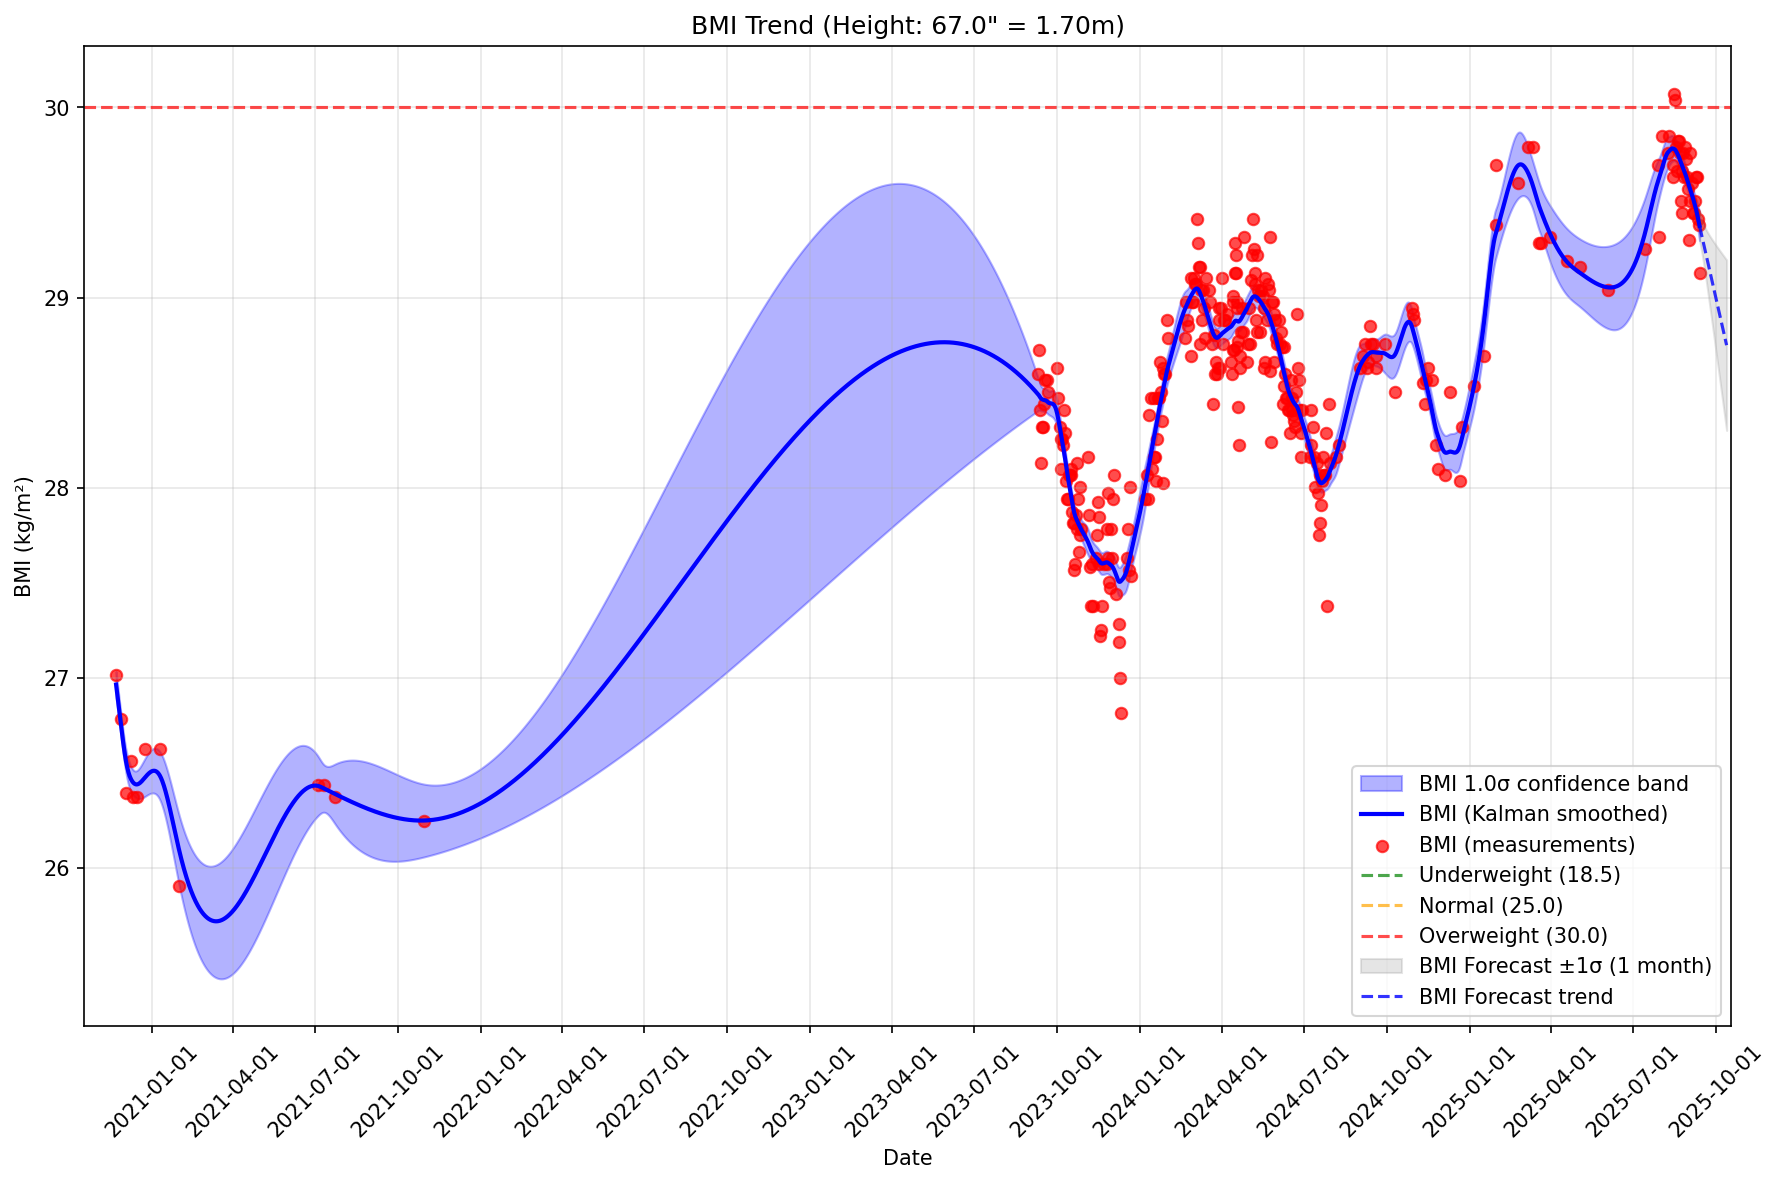 BMI Trend (Height: 67.0" = 1.70m)
BMI (kg/m²)
30
29
28
27
26
BMI 1.0σ confidence band
BMI (Kalman smoothed)
BMI (measurements)
Underweight (18.5)
Normal (25.0)
Overweight (30.0)
BMI Forecast ±1σ (1 month)
BMI Forecast trend
2021-01-01
2021-04-01
2021-07-01
2021-10-01
2022-01-01
2022-04-01
2022-07-01
2022-10-01
2023-01-01
2023-04-01
2023-07-01
2023-10-01
2024-01-01
2024-04-01
2024-07-01
2024-10-01
2025-01-01
2025-04-01
2025-07-01
2025-10-01
Date